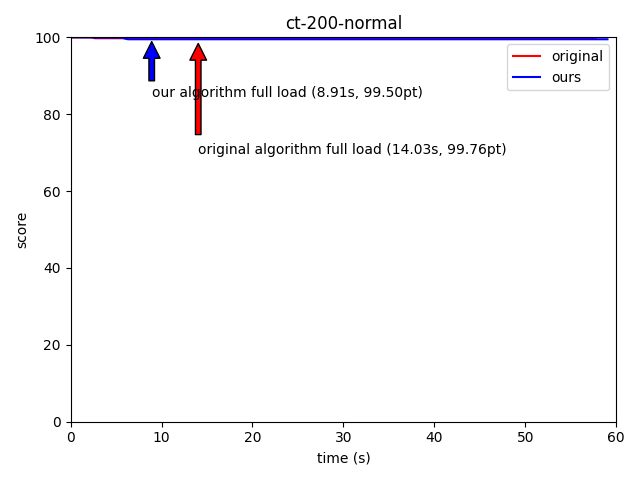 ct-200-normal
100
80
60
40
20
0
score
original
ours
our algorithm full load (8.91s, 99.50pt)
original algorithm full load (14.03s, 99.76pt)
0 10 20 30 40 50 60
time (s)